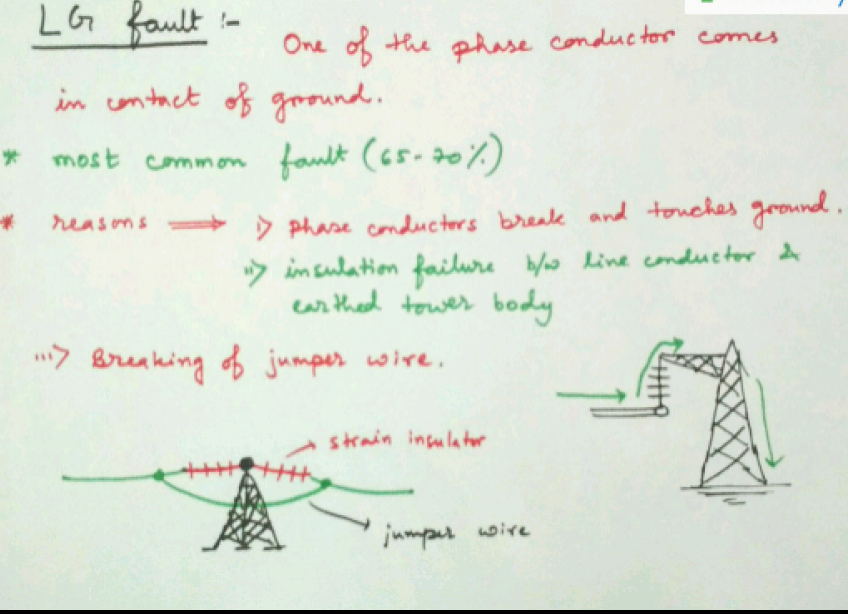 LG fault :-
One of the phase conductor comes
in contact of ground.
* most common fault (65-70%)
* reasons ⟹ i> phase conductors break and touches ground.
ii> insulation failure b/w line conductor &
earthed tower body
iii> Breaking of jumper wire.
strain insulator
jumper wire